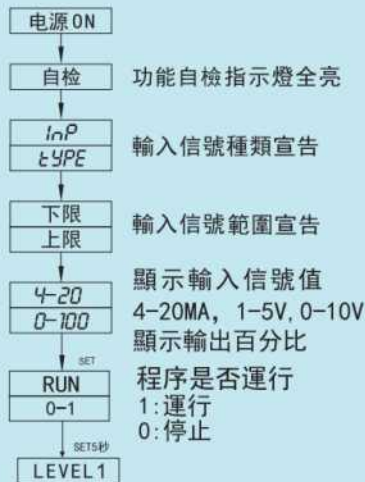 电源ON
自检 功能自檢指示燈全亮
InP
tYPE
輸入信號種類宣告
下限
上限
輸入信號範圍宣告
4-20
0-100
顯示輸入信號值
4-20MA, 1-5V, 0-10V
顯示輸出百分比
SET
RUN
0-1
程序是否運行
1:運行
0:停止
SET5秒
LEVEL1